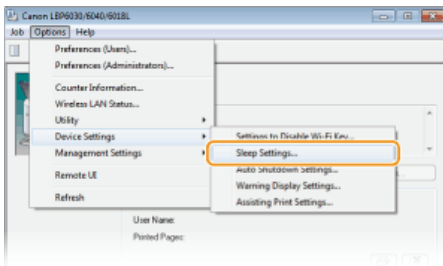 Canon LBP6030/6040/6018L
Job Options Help
Preferences (Users)...
Preferences (Administrators)...
Counter Information...
Wireless LAN Status...
Utility
Device Settings
Management Settings
Remote UI
Refresh
Settings to Disable Wi-Fi Key...
Sleep Settings...
Auto Shutdown Settings...
Warning Display Settings...
Assisting Print Settings...
User Name:
Printed Pages: